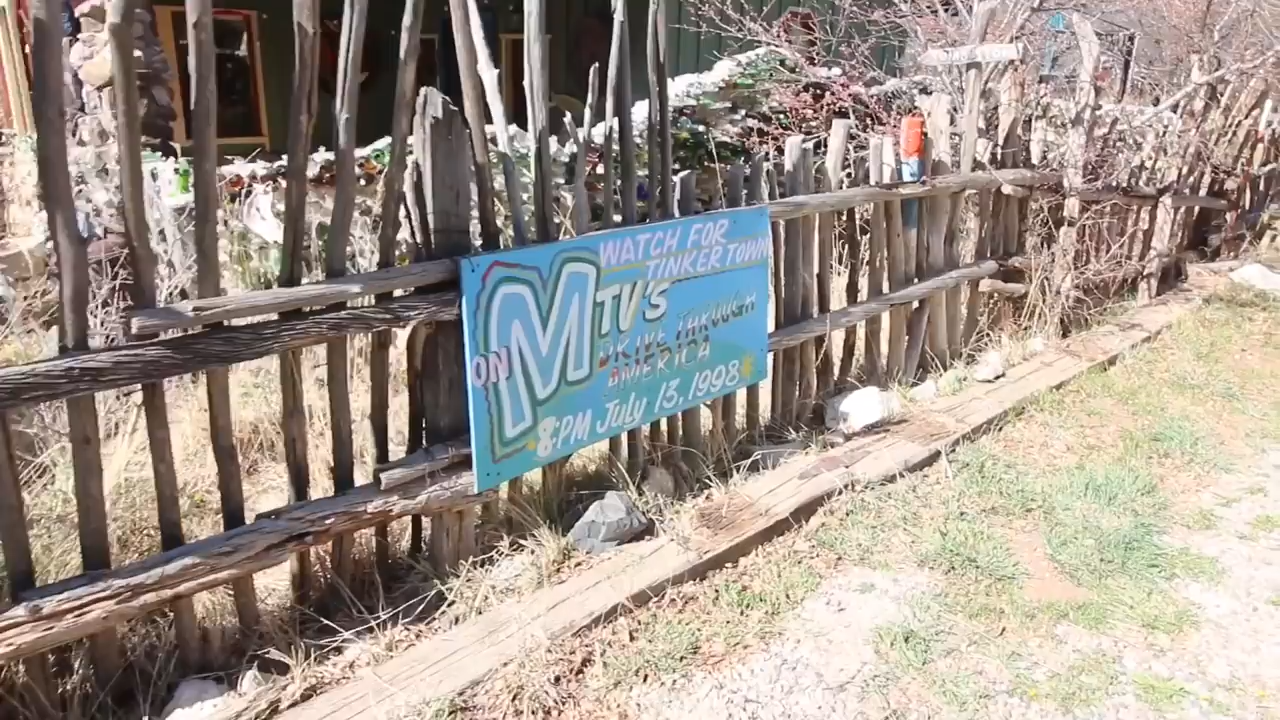 WATCH FOR
TINKERTOWN
ON MTV'S
DRIVE THROUGH
AMERICA
8:PM JULY 13, 1998